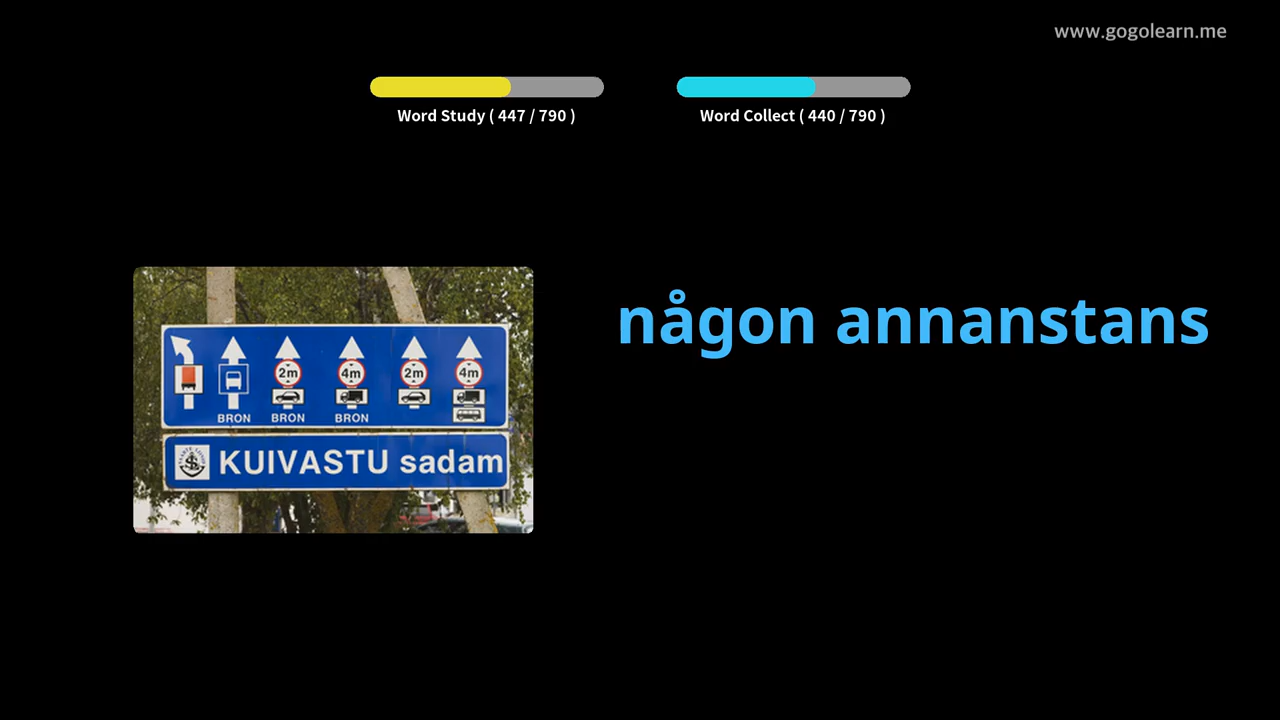 www.gogolearn.me
Word Study ( 447 / 790 )
Word Collect ( 440 / 790 )
någon annanstans
2m 4m 2m 4m
BRON BRON BRON
KUIVASTU sadam